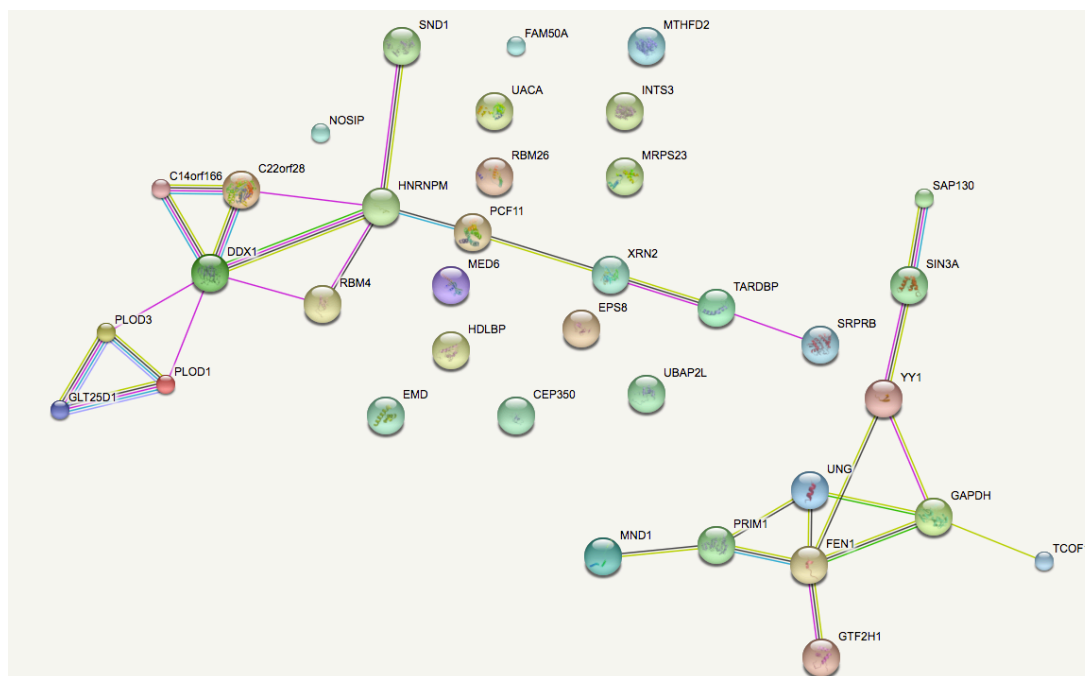 SND1
FAM50A
MTHFD2
UACA
INTS3
NOSIP
RBM26
MRPS23
C14orf166
C22orf28
HNRNPM
SAP130
PCF11
DDX1
RBM4
MED6
XRN2
SIN3A
TARDBP
EPS8
PLOD3
HDLBP
SRPRB
PLOD1
GLT25D1
UBAP2L
YY1
EMD
CEP350
UNG
GAPDH
MND1
PRIM1
FEN1
TCOF
GTF2H1